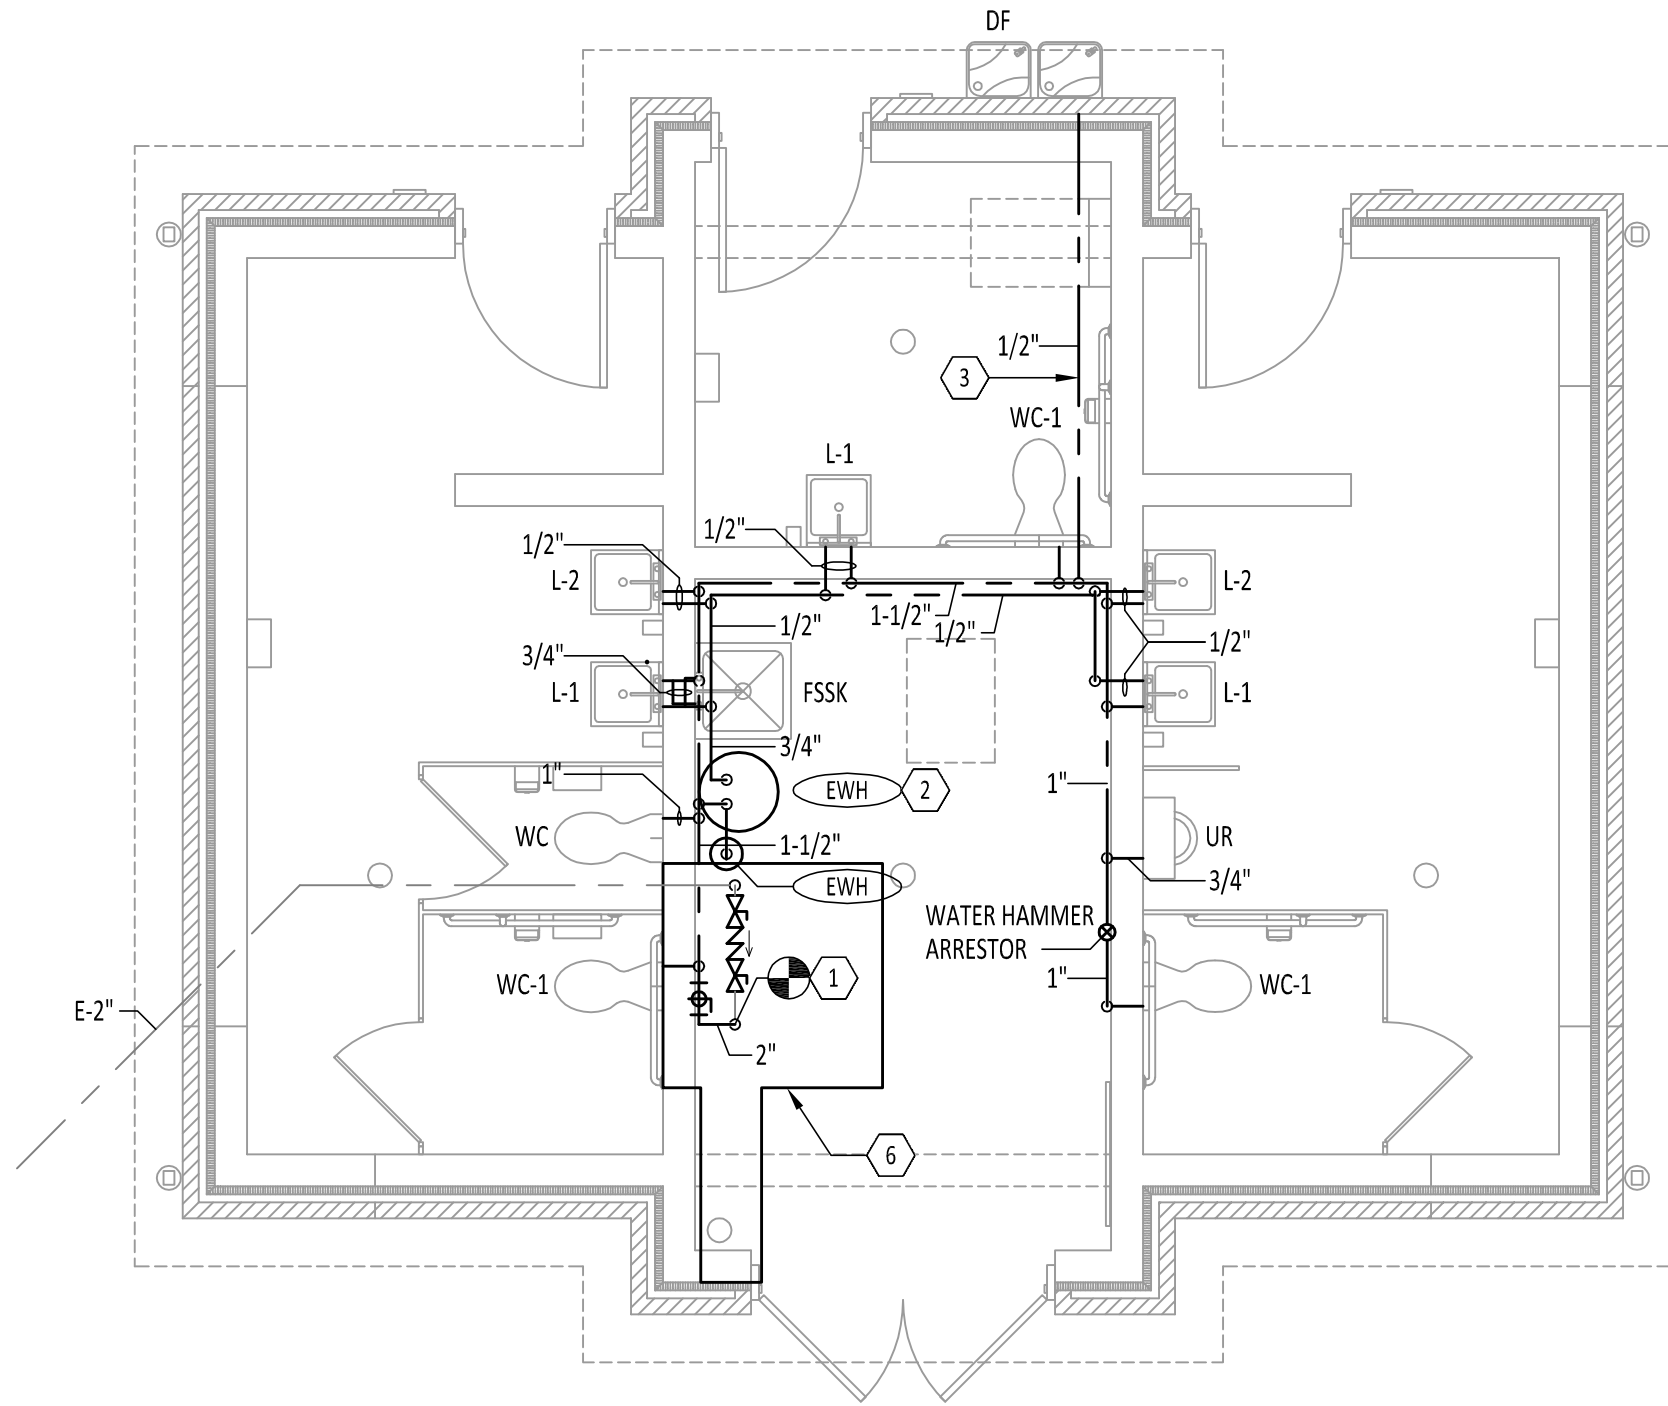 DF
1/2"
3
WC-1
L-1
1/2"
1/2"
L-2
L-2
1-1/2"
1/2"
1/2"
1/2"
3/4"
L-1
FSSK
L-1
3/4"
1"
EWH
2
1"
WC
1-1/2"
UR
3/4"
EWH
WATER HAMMER
ARRESTOR
WC-1
1
1"
WC-1
E-2"
2"
6